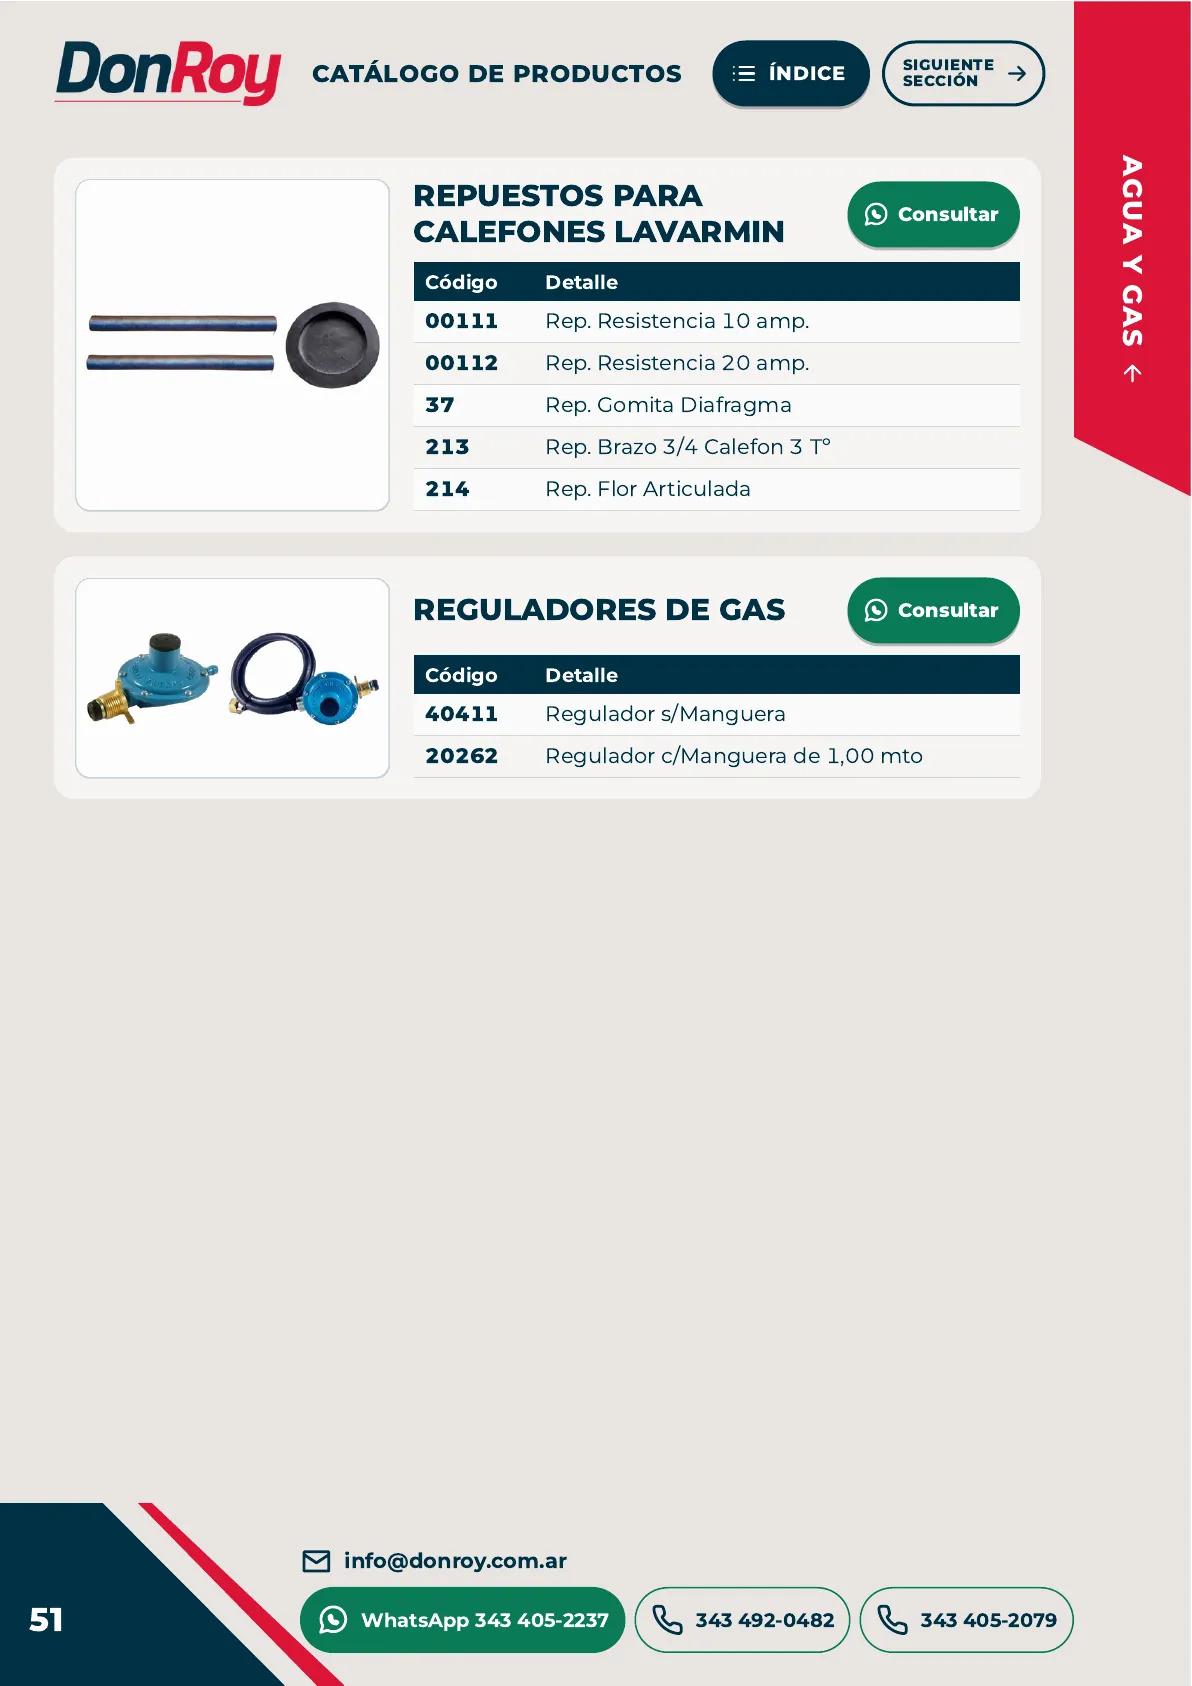 DonRoy
CATÁLOGO DE PRODUCTOS
ÍNDICE
SIGUIENTE
SECCIÓN
AGUA Y GAS
REPUESTOS PARA
CALEFONES LAVARMIN
Consultar
Código Detalle
00111 Rep. Resistencia 10 amp.
00112 Rep. Resistencia 20 amp.
37 Rep. Gomita Diafragma
213 Rep. Brazo 3/4 Calefon 3 Tº
214 Rep. Flor Articulada
REGULADORES DE GAS
Consultar
Código Detalle
40411 Regulador s/Manguera
20262 Regulador c/Manguera de 1,00 mto
info@donroy.com.ar
51
WhatsApp 343 405-2237
343 492-0482
343 405-2079